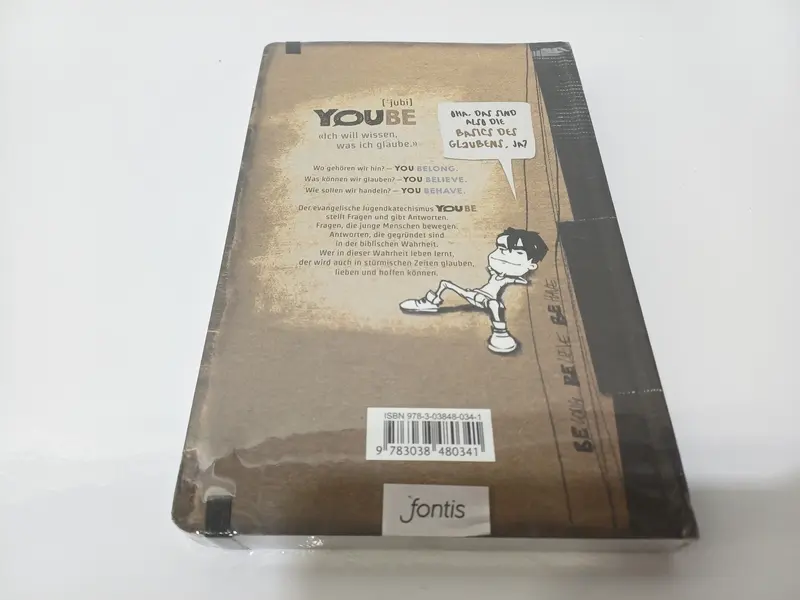 ['jubi]
YOUBE
«Ich will wissen,
was ich glaube.»
OHA. DAS SIND
ALSO DIE
BASICS DES
GLAUBENS, JA?
Wo gehören wir hin? — YOU BELONG.
Was können wir glauben? — YOU BELIEVE.
Wie sollen wir handeln? — YOU BEHAVE.
Der evangelische Jugendkatechismus YOUBE
stellt Fragen und gibt Antworten.
Fragen, die junge Menschen bewegen.
Antworten, die gegründet sind
in der biblischen Wahrheit.
Wer in dieser Wahrheit leben lernt,
der wird auch in stürmischen Zeiten glauben,
lieben und hoffen können.
BELONG BELIEVE BEHAVE
ISBN 978-3-03848-034-1
9 783038 480341
fontis